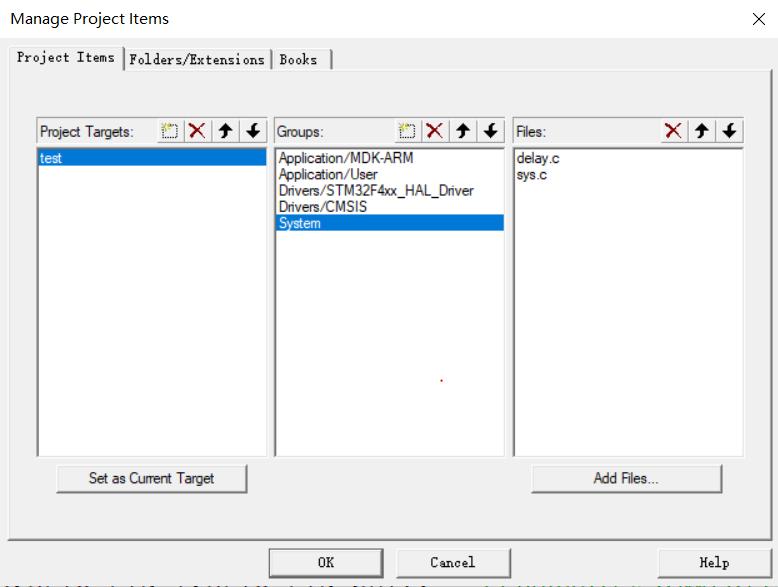 Manage Project Items
Project Items Folders/Extensions Books
Project Targets: Groups: Files:
test
Application/MDK-ARM
Application/User
Drivers/STM32F4xx_HAL_Driver
Drivers/CMSIS
System
delay.c
sys.c
Set as Current Target
Add Files...
OK Cancel Help